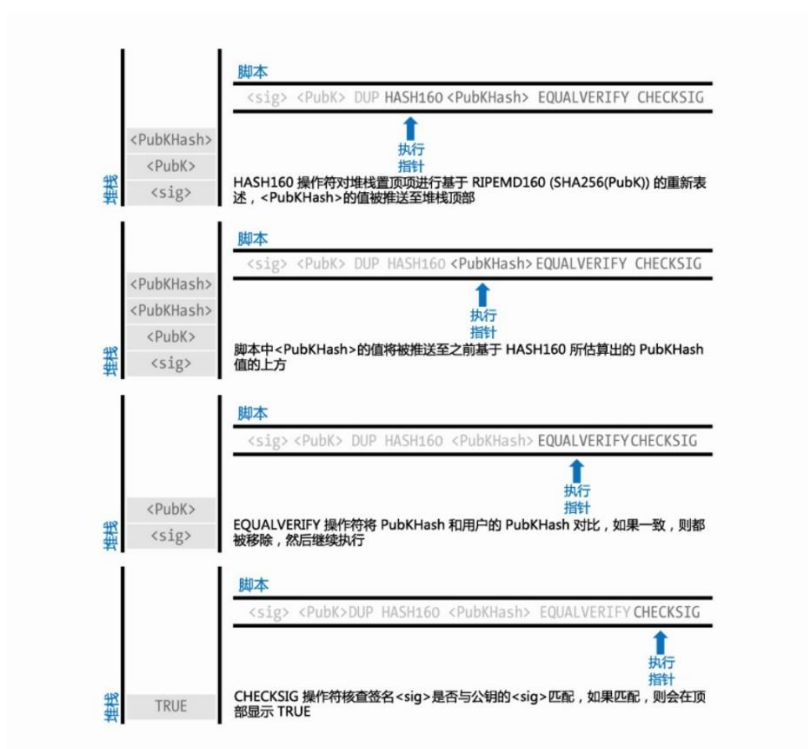 脚本
<sig> <PubK> DUP HASH160 <PubKHash> EQUALVERIFY CHECKSIG
执行
指针
<PubKHash>
<PubK>
<sig>
堆栈
HASH160 操作符对堆栈置顶项进行基于 RIPEMD160 (SHA256(PubK)) 的重新表
述，<PubKHash>的值被推送至堆栈顶部
脚本
<sig> <PubK> DUP HASH160 <PubKHash> EQUALVERIFY CHECKSIG
执行
指针
<PubKHash>
<PubKHash>
<PubK>
<sig>
堆栈
脚本中<PubKHash>的值将被推送至之前基于 HASH160 所估算出的 PubKHash
值的上方
脚本
<sig> <PubK> DUP HASH160 <PubKHash> EQUALVERIFY CHECKSIG
执行
指针
<PubK>
<sig>
堆栈
EQUALVERIFY 操作符将 PubKHash 和用户的 PubKHash 对比，如果一致，则都
被移除，然后继续执行
脚本
<sig> <PubK>DUP HASH160 <PubKHash> EQUALVERIFY CHECKSIG
执行
指针
TRUE
堆栈
CHECKSIG 操作符核查签名<sig>是否与公钥的<sig>匹配，如果匹配，则会在顶
部显示 TRUE